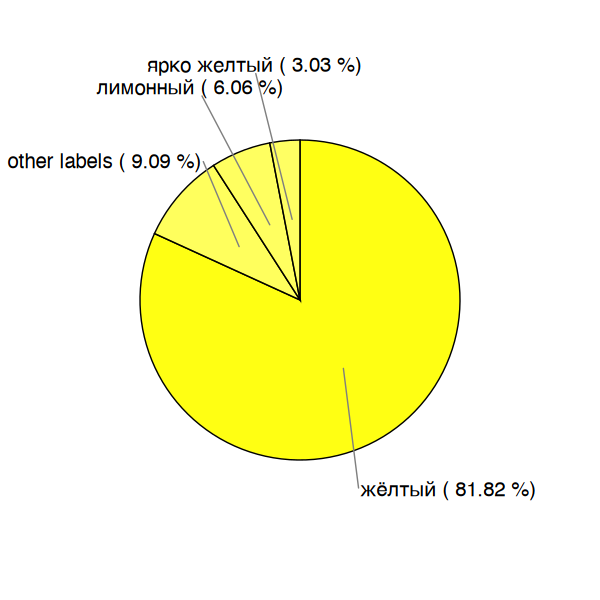 ярко желтый ( 3.03 %)
лимонный ( 6.06 %)
other labels ( 9.09 %)
жёлтый ( 81.82 %)